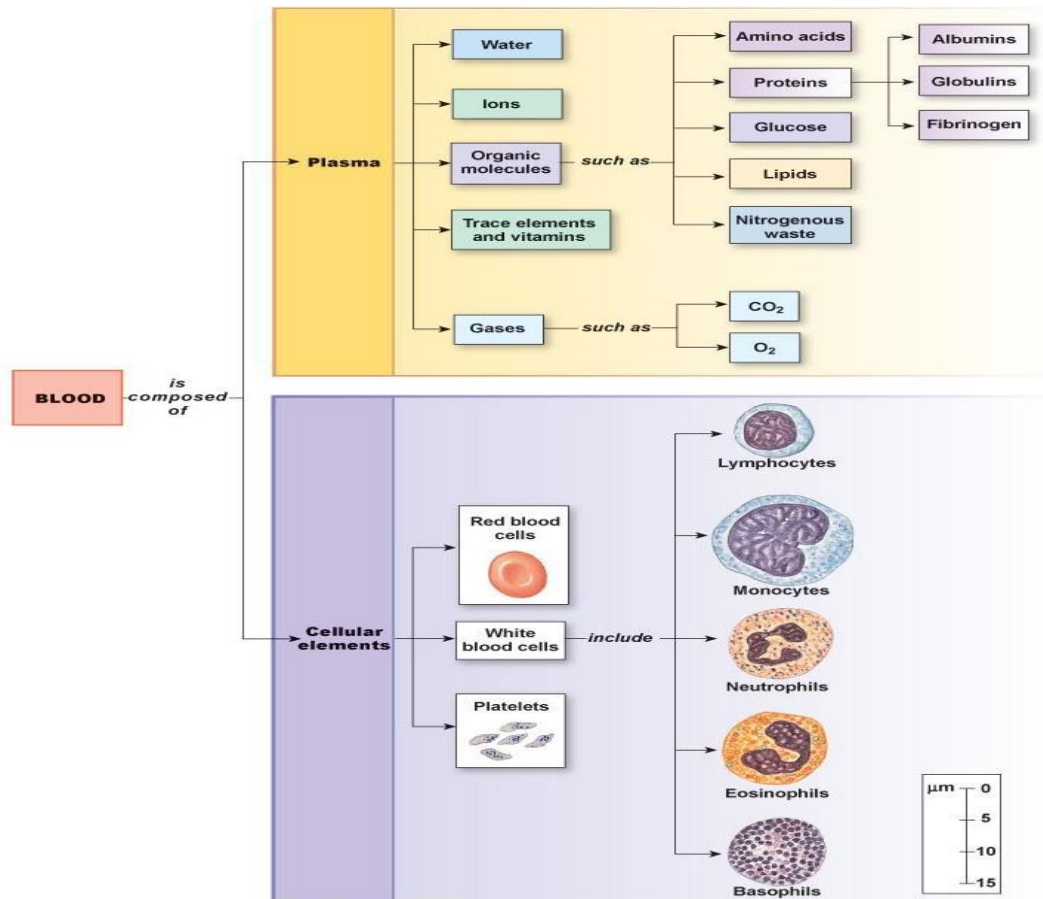 BLOOD
is
composed
of
Plasma
Water
Ions
Organic
molecules
Trace elements
and vitamins
Gases
such as
Amino acids
Proteins
Glucose
Lipids
Nitrogenous
waste
Albumins
Globulins
Fibrinogen
such as
CO₂
O₂
Cellular
elements
Red blood
cells
White
blood cells
Platelets
include
Lymphocytes
Monocytes
Neutrophils
Eosinophils
Basophils
µm 0
5
10
15